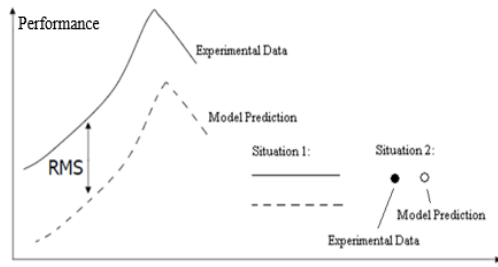 Performance
Experimental Data
Model Prediction
RMS
Situation 1:
Situation 2:
Model Prediction
Experimental Data